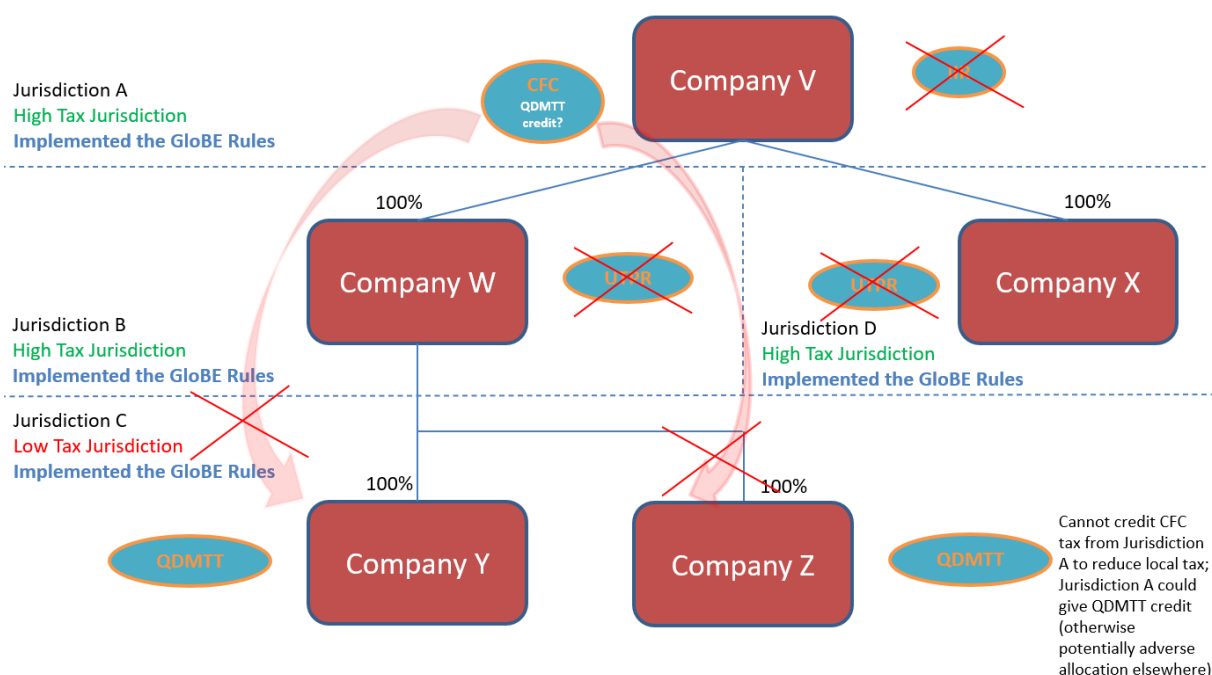 Jurisdiction A
High Tax Jurisdiction
Implemented the GloBE Rules
CFC
QDMTT
credit?
Company V
IIR
100%
100%
Company W
UTPR
UTPR
Company X
Jurisdiction B
High Tax Jurisdiction
Implemented the GloBE Rules
Jurisdiction D
High Tax Jurisdiction
Implemented the GloBE Rules
Jurisdiction C
Low Tax Jurisdiction
Implemented the GloBE Rules
100%
100%
QDMTT
Company Y
Company Z
QDMTT
Cannot credit CFC
tax from Jurisdiction
A to reduce local tax;
Jurisdiction A could
give QDMTT credit
(otherwise
potentially adverse
allocation elsewhere)